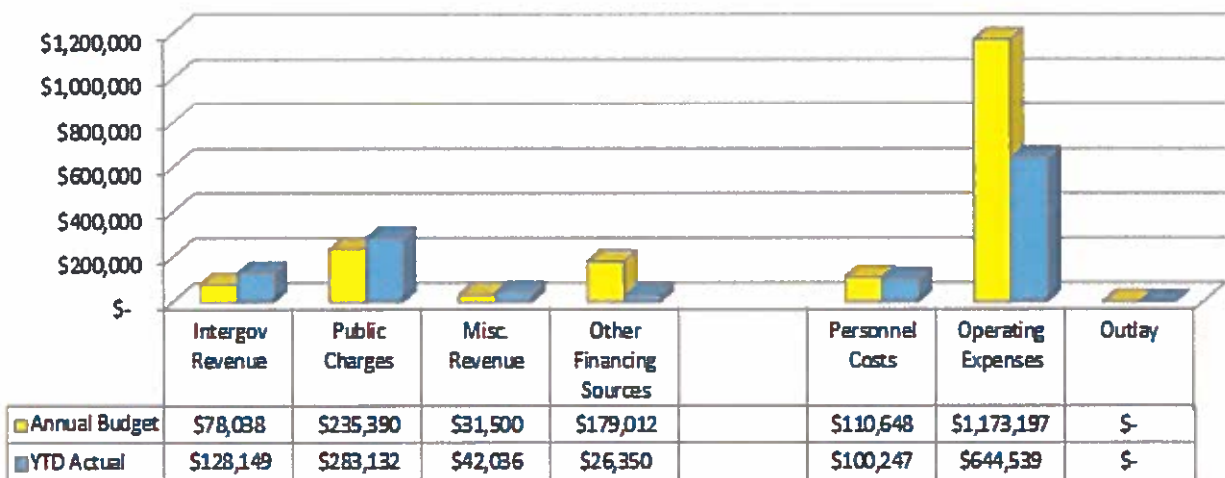 $1,200,000
$1,000,000
$800,000
$600,000
$400,000
$200,000
$-
Intergov Revenue Public Charges Misc. Revenue Other Financing Sources Personnel Costs Operating Expenses Outlay
Annual Budget $78,038 $235,390 $31,500 $179,012 $110,648 $1,173,197 $-
YTD Actual $128,149 $283,132 $42,036 $26,350 $100,247 $644,539 $-